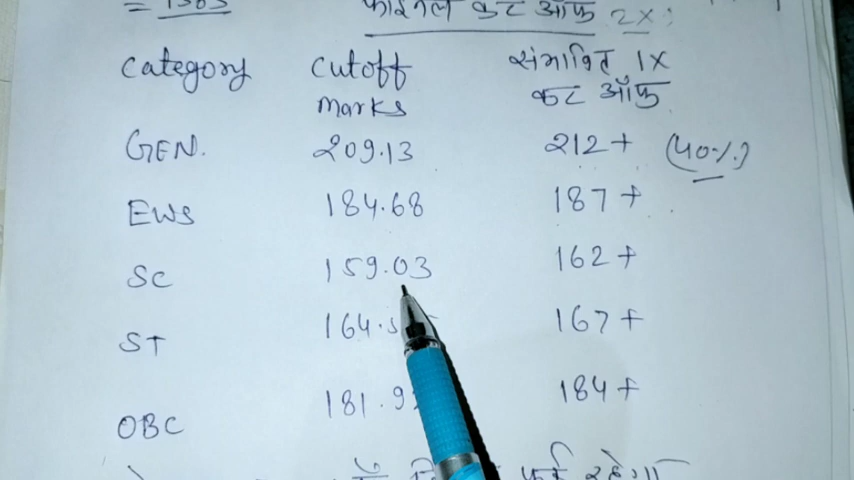 = 1383
फाइनल कट ऑफ 2X
Category Cutoff marks संभावित 1X कट ऑफ
GEN. 209.13 212+ (40%)
EWS 184.68 187+
SC 159.03 162+
ST 167+
OBC 184+